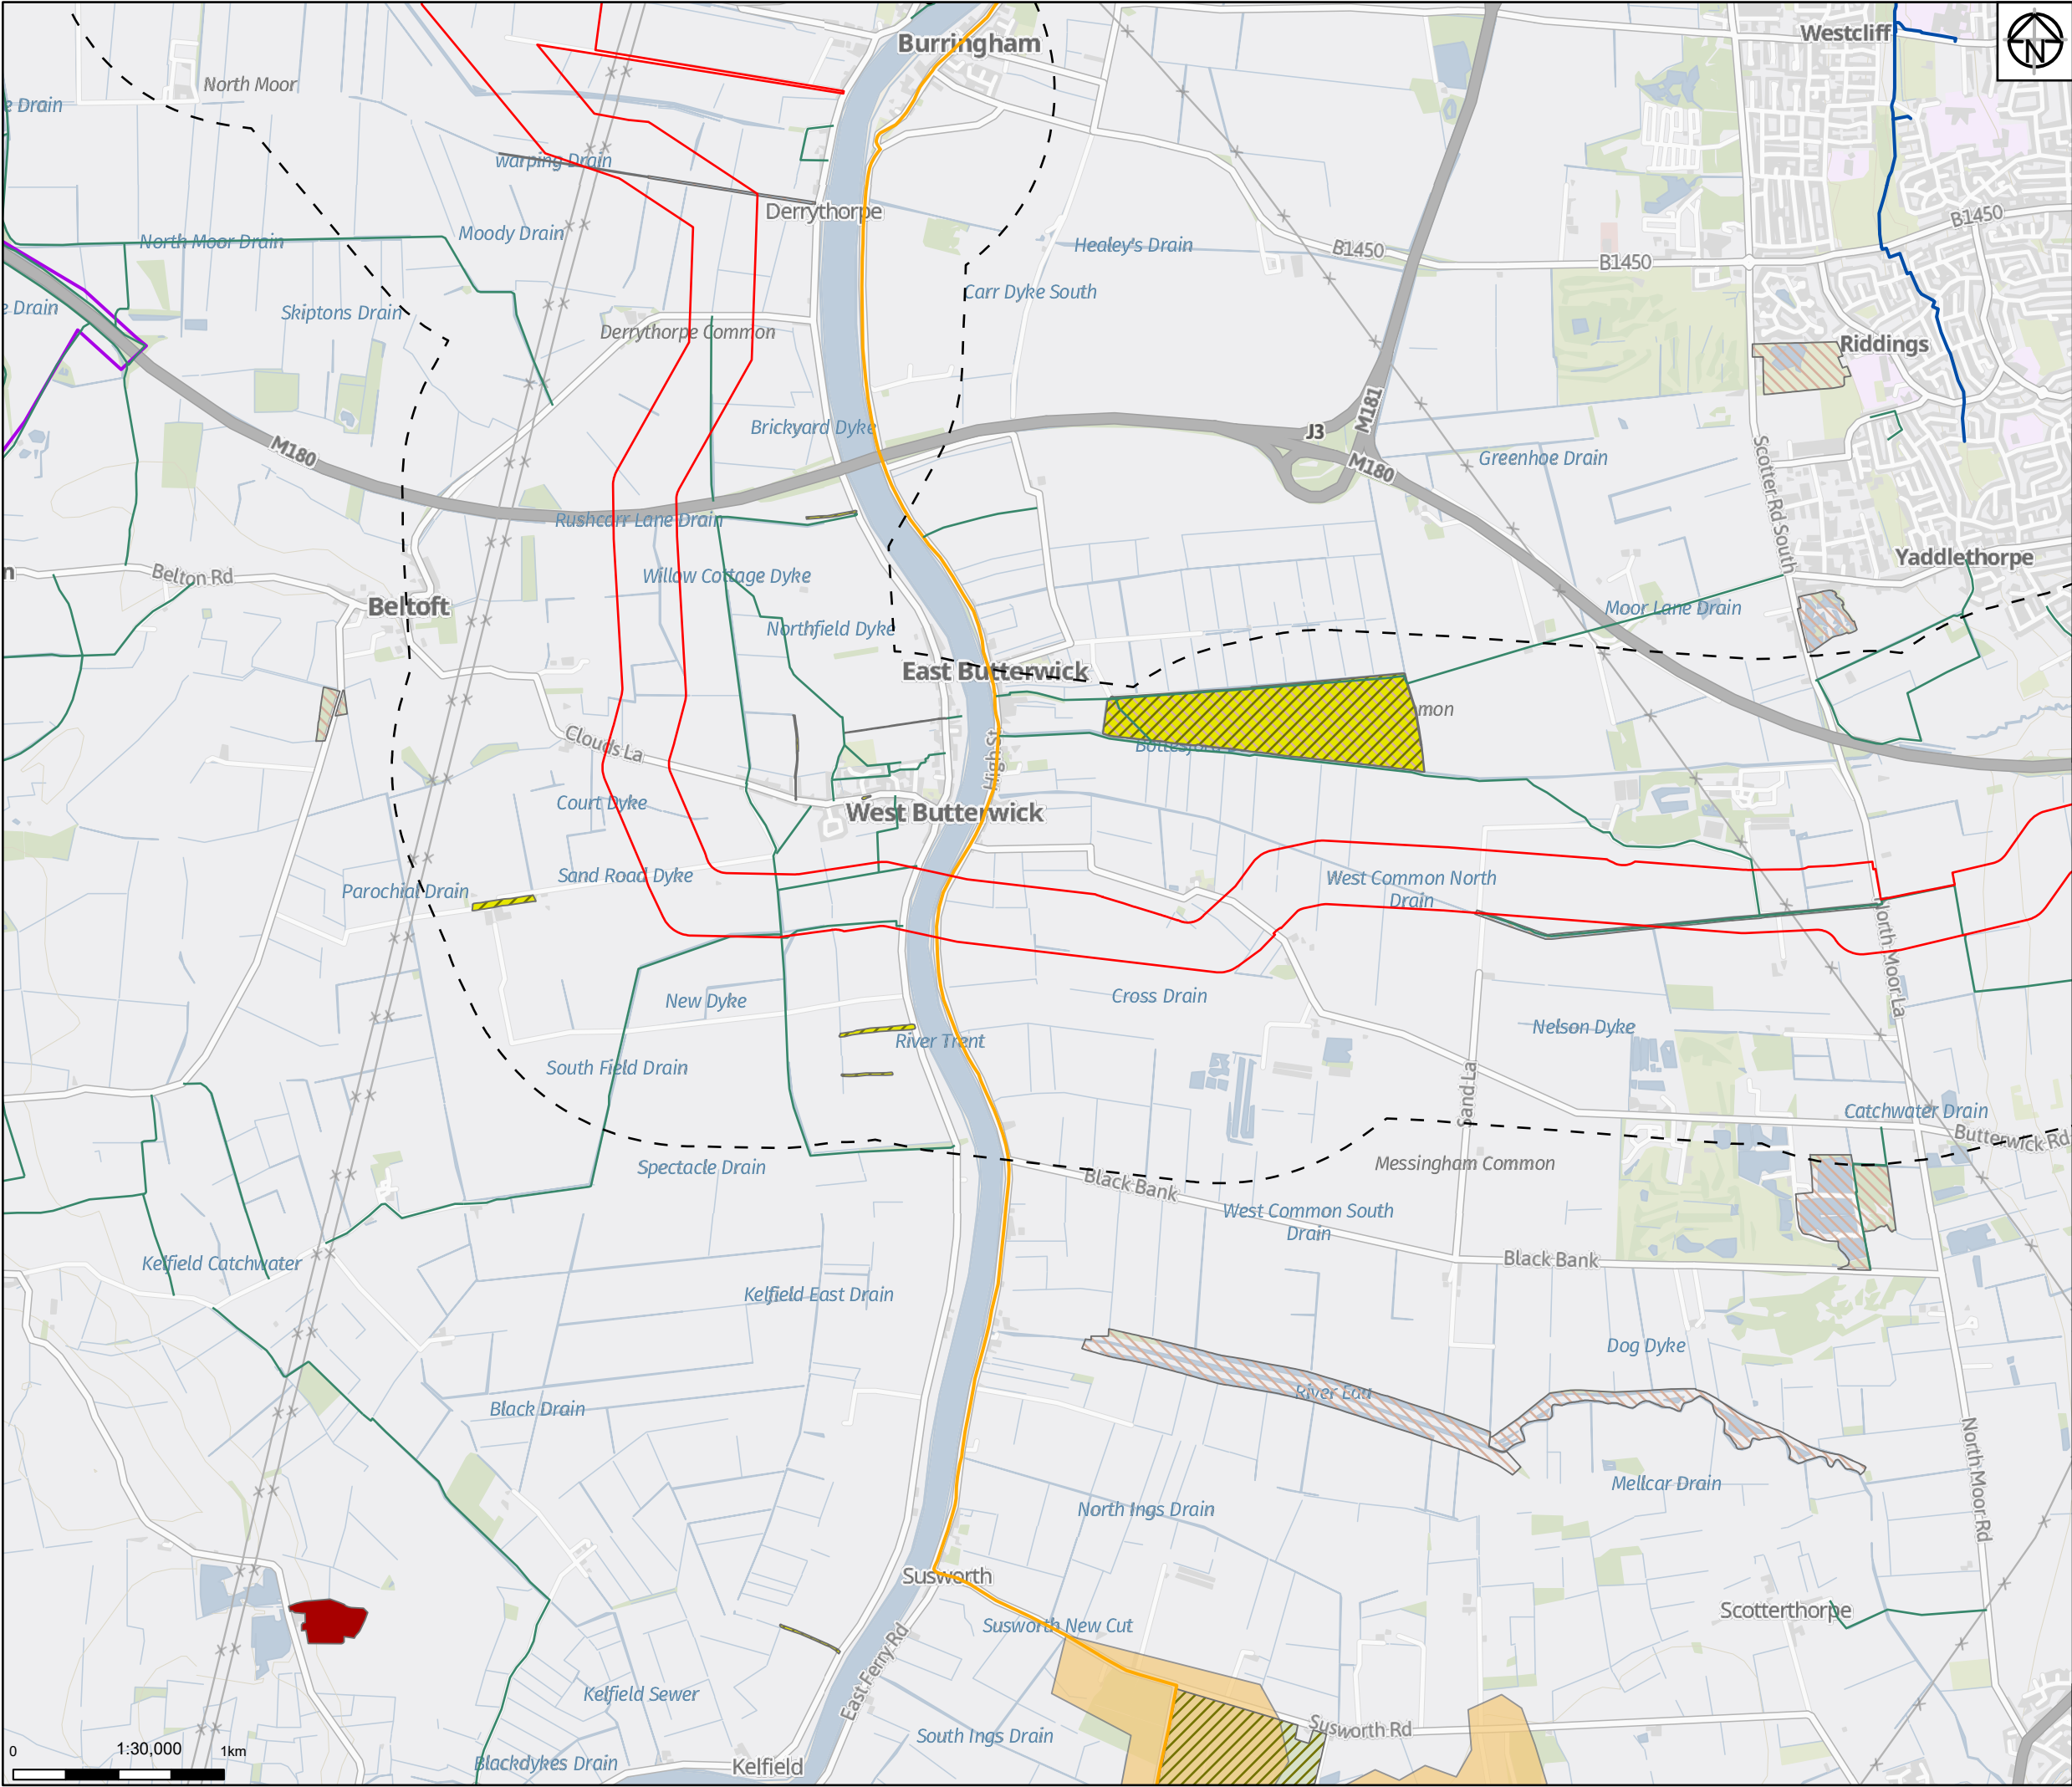 Burringham
Westcliff
N
North Moor
e Drain
warping Drain
Derrythorpe
B1450
North Moor Drain
Moody Drain
Healey's Drain
B1450
B1450
e Drain
Skiptons Drain
Carr Dyke South
Derrythorpe Common
Riddings
M181
Brickyard Dyke
J3
M180
M180
Greenhoe Drain
Scotter Rd South
Rushcarr Lane Drain
Yaddlethorpe
n
Belton Rd
Willow Cottage Dyke
Beltoft
Moor Lane Drain
Northfield Dyke
East Butterwick
mon
Clouds La
High St
Court Dyke
West Butterwick
Sand Road Dyke
West Common North
Drain
Parochial Drain
North Moor La
New Dyke
Cross Drain
Nelson Dyke
River Trent
South Field Drain
Sand La
Catchwater Drain
Butterwick Rd
Spectacle Drain
Messingham Common
Black Bank
West Common South
Drain
Kelfield Catchwater
Black Bank
Kelfield East Drain
Dog Dyke
River Eau
Black Drain
North Moor Rd
Mellcar Drain
North Ings Drain
Susworth
Scotterthorpe
Susworth New Cut
East Ferry Rd
Kelfield Sewer
Susworth Rd
South Ings Drain
0 1:30,000 1km
Blackdykes Drain
Kelfield